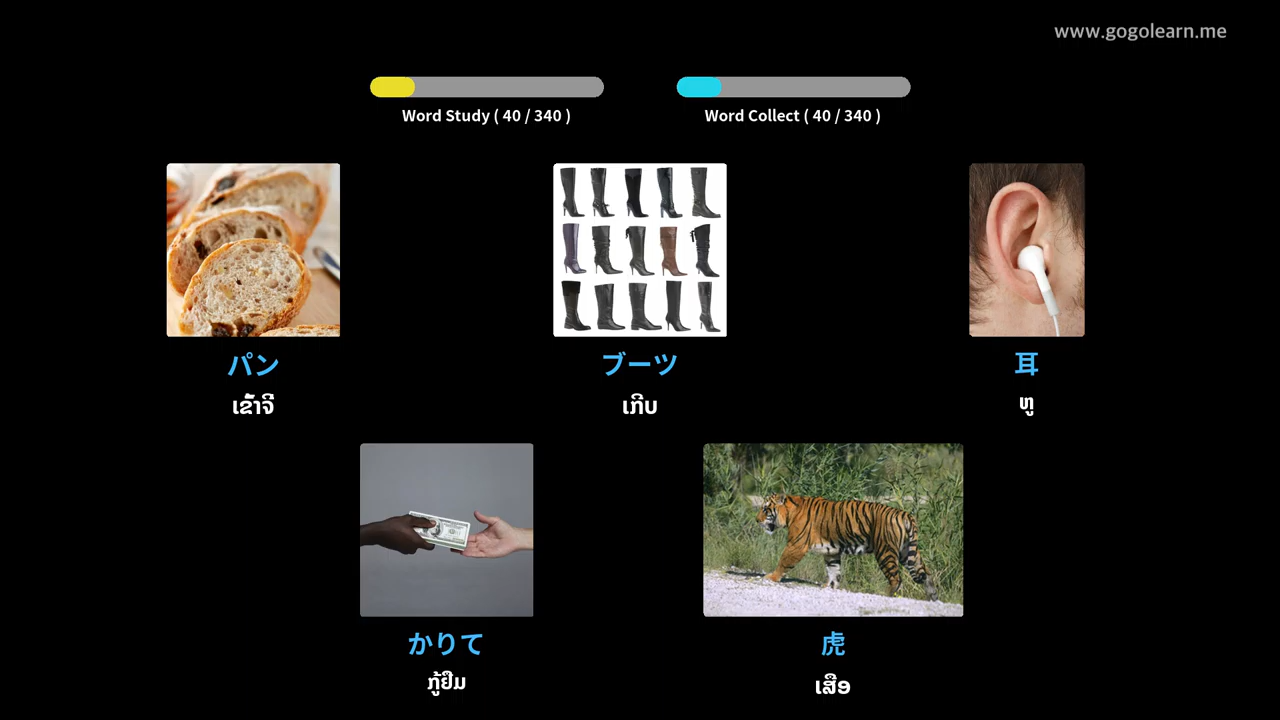 www.gogolearn.me
Word Study ( 40 / 340 )
Word Collect ( 40 / 340 )
パン
ເຂົ້າຈີ່
ブーツ
ເກີບ
耳
ຫູ
かりて
ກູ້ຢືມ
虎
ເສືອ